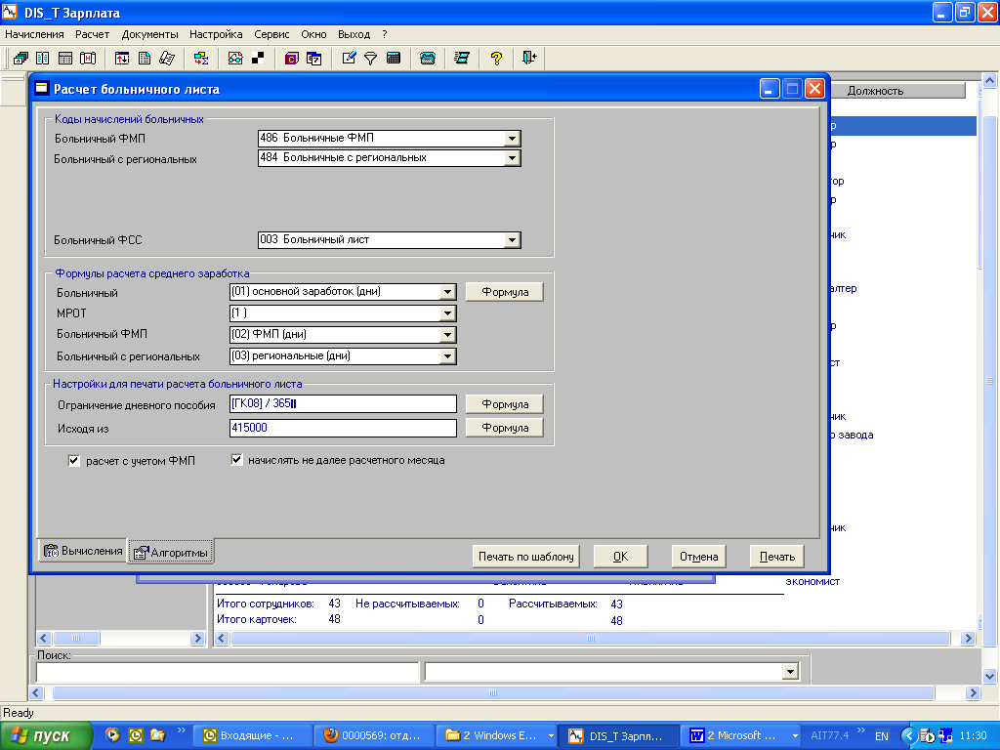 DIS_T Зарплата
Начисления Расчет Документы Настройка Сервис Окно Выход ?
Расчет больничного листа
Должность
Коды начислений больничных
Больничный ФМП 486 Больничные ФМП
Больничный с региональных 484 Больничные с региональных
Больничный ФСС 003 Больничный лист
Формулы расчета среднего заработка
Больничный (01) основной заработок (дни) Формула
МРОТ (1 )
Больничный ФМП (02) ФМП (дни)
Больничный с региональных (03) региональные (дни)
Настройки для печати расчета больничного листа
Ограничение дневного пособия [ГК08] / 365 Формула
Исходя из 415000 Формула
расчет с учетом ФМП начислять не далее расчетного месяца
р
р
тор
р
ник
алтер
р
ст
ник
о завода
ник
Вычисления Алгоритмы Печать по шаблону OK Отмена Печать
экономист
Итого сотрудников: 43 Не рассчитываемых: 0 Рассчитываемых: 43
Итого карточек: 48 0 48
Поиск:
Ready
пуск Входящие - ... 0000569: отд... 2 Windows E... DIS_T Зарпл... 2 Microsoft ... AIT77.4 EN 11:30